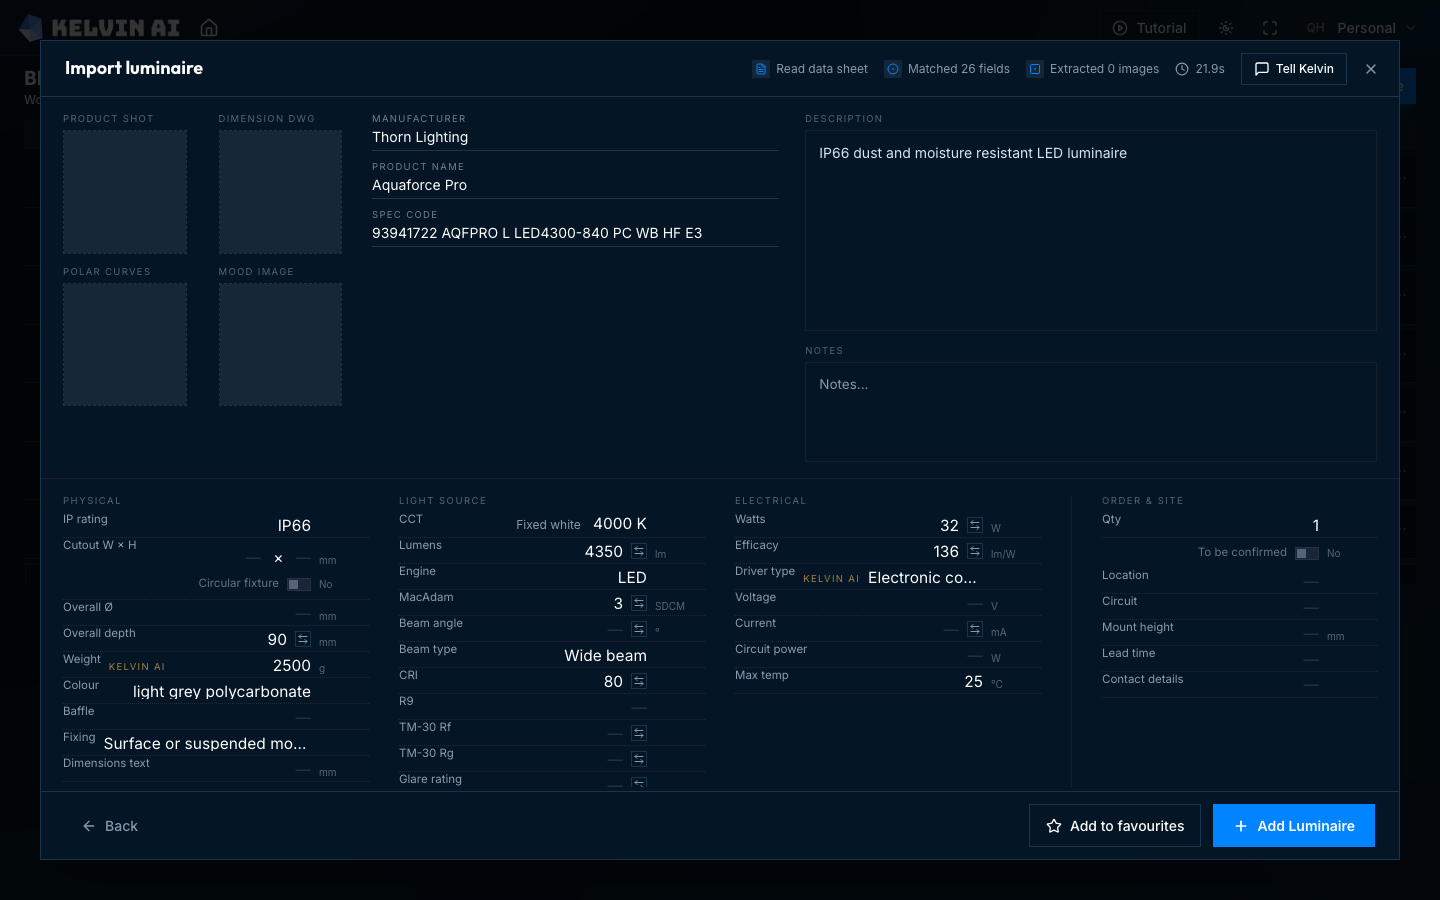 KELVIN AI
Tutorial
QH
Personal
Import luminaire
Read data sheet
Matched 26 fields
Extracted 0 images
21.9s
Tell Kelvin
PRODUCT SHOT
DIMENSION DWG
POLAR CURVES
MOOD IMAGE
MANUFACTURER
Thorn Lighting
PRODUCT NAME
Aquaforce Pro
SPEC CODE
93941722 AQFPRO L LED4300-840 PC WB HF E3
DESCRIPTION
IP66 dust and moisture resistant LED luminaire
NOTES
Notes...
PHYSICAL
IP rating IP66
Cutout W × H — × — mm
Circular fixture No
Overall Ø — mm
Overall depth 90 mm
Weight KELVIN AI 2500 g
Colour light grey polycarbonate
Baffle —
Fixing Surface or suspended mo...
Dimensions text — mm
LIGHT SOURCE
CCT Fixed white 4000 K
Lumens 4350 lm
Engine LED
MacAdam 3 SDCM
Beam angle — °
Beam type Wide beam
CRI 80
R9 —
TM-30 Rf —
TM-30 Rg —
Glare rating —
ELECTRICAL
Watts 32 W
Efficacy 136 lm/W
Driver type KELVIN AI Electronic co...
Voltage — V
Current — mA
Circuit power — W
Max temp 25 °C
ORDER & SITE
Qty 1
To be confirmed No
Location —
Circuit —
Mount height — mm
Lead time —
Contact details —
Back
Add to favourites
Add Luminaire